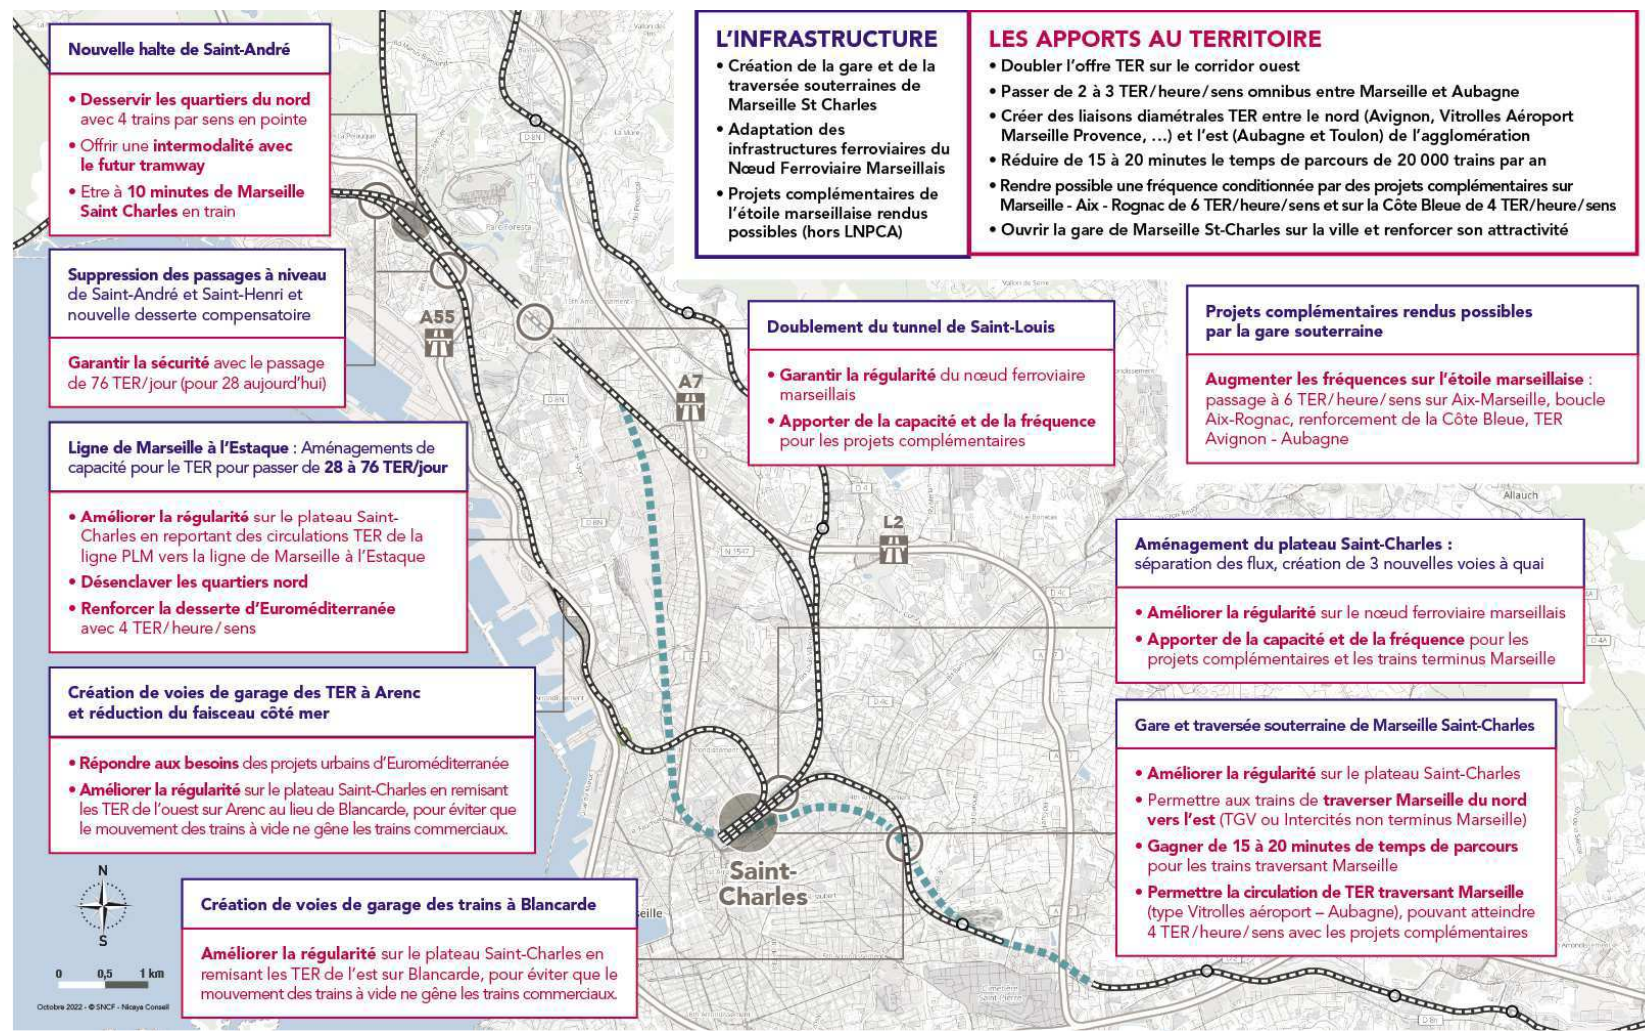 Nouvelle halte de Saint-André
• Desservir les quartiers du nord
avec 4 trains par sens en pointe
• Offrir une intermodalité avec
le futur tramway
• Etre à 10 minutes de Marseille
Saint Charles en train
L'INFRASTRUCTURE
• Création de la gare et de la
traversée souterraines de
Marseille St Charles
• Adaptation des
infrastructures ferroviaires du
Nœud Ferroviaire Marseillais
• Projets complémentaires de
l'étoile marseillaise rendus
possibles (hors LNPCA)
LES APPORTS AU TERRITOIRE
• Doubler l'offre TER sur le corridor ouest
• Passer de 2 à 3 TER/heure/sens omnibus entre Marseille et Aubagne
• Créer des liaisons diamétrales TER entre le nord (Avignon, Vitrolles Aéroport
Marseille Provence, ...) et l'est (Aubagne et Toulon) de l'agglomération
• Réduire de 15 à 20 minutes le temps de parcours de 20 000 trains par an
• Rendre possible une fréquence conditionnée par des projets complémentaires sur
Marseille - Aix - Rognac de 6 TER/heure/sens et sur la Côte Bleue de 4 TER/heure/sens
• Ouvrir la gare de Marseille St-Charles sur la ville et renforcer son attractivité
Suppression des passages à niveau
de Saint-André et Saint-Henri et
nouvelle desserte compensatoire
Garantir la sécurité avec le passage
de 76 TER/jour (pour 28 aujourd'hui)
A55
A7
Doublement du tunnel de Saint-Louis
• Garantir la régularité du nœud ferroviaire
marseillais
• Apporter de la capacité et de la fréquence
pour les projets complémentaires
Projets complémentaires rendus possibles
par la gare souterraine
Augmenter les fréquences sur l'étoile marseillaise :
passage à 6 TER/heure/sens sur Aix-Marseille, boucle
Aix-Rognac, renforcement de la Côte Bleue, TER
Avignon - Aubagne
Ligne de Marseille à l'Estaque : Aménagements de
capacité pour le TER pour passer de 28 à 76 TER/jour
• Améliorer la régularité sur le plateau Saint-
Charles en reportant des circulations TER de la
ligne PLM vers la ligne de Marseille à l'Estaque
• Désenclaver les quartiers nord
• Renforcer la desserte d'Euroméditerranée
avec 4 TER/heure/sens
L2
Allauch
Aménagement du plateau Saint-Charles :
séparation des flux, création de 3 nouvelles voies à quai
• Améliorer la régularité sur le nœud ferroviaire marseillais
• Apporter de la capacité et de la fréquence pour les
projets complémentaires et les trains terminus Marseille
Création de voies de garage des TER à Arenc
et réduction du faisceau côté mer
• Répondre aux besoins des projets urbains d'Euroméditerranée
• Améliorer la régularité sur le plateau Saint-Charles en remisant
les TER de l'ouest sur Arenc au lieu de Blancarde, pour éviter que
le mouvement des trains à vide ne gêne les trains commerciaux.
Gare et traversée souterraine de Marseille Saint-Charles
• Améliorer la régularité sur le plateau Saint-Charles
• Permettre aux trains de traverser Marseille du nord
vers l'est (TGV ou Intercités non terminus Marseille)
• Gagner de 15 à 20 minutes de temps de parcours
pour les trains traversant Marseille
• Permettre la circulation de TER traversant Marseille
(type Vitrolles aéroport – Aubagne), pouvant atteindre
4 TER/heure/sens avec les projets complémentaires
Saint-
Charles
Création de voies de garage des trains à Blancarde
Améliorer la régularité sur le plateau Saint-Charles en
remisant les TER de l'est sur Blancarde, pour éviter que le
mouvement des trains à vide ne gêne les trains commerciaux.
N
S
0 0,5 1 km
Octobre 2022 - © SNCF - Nicaya Conseil
D 8N
D 4
N 1547
D 4c
D 4A
Cimetière
Saint-Pierre